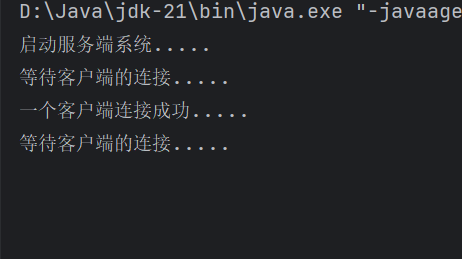 D:\Java\jdk-21\bin\java.exe "-javaage
启动服务端系统.....
等待客户端的连接.....
一个客户端连接成功.....
等待客户端的连接.....